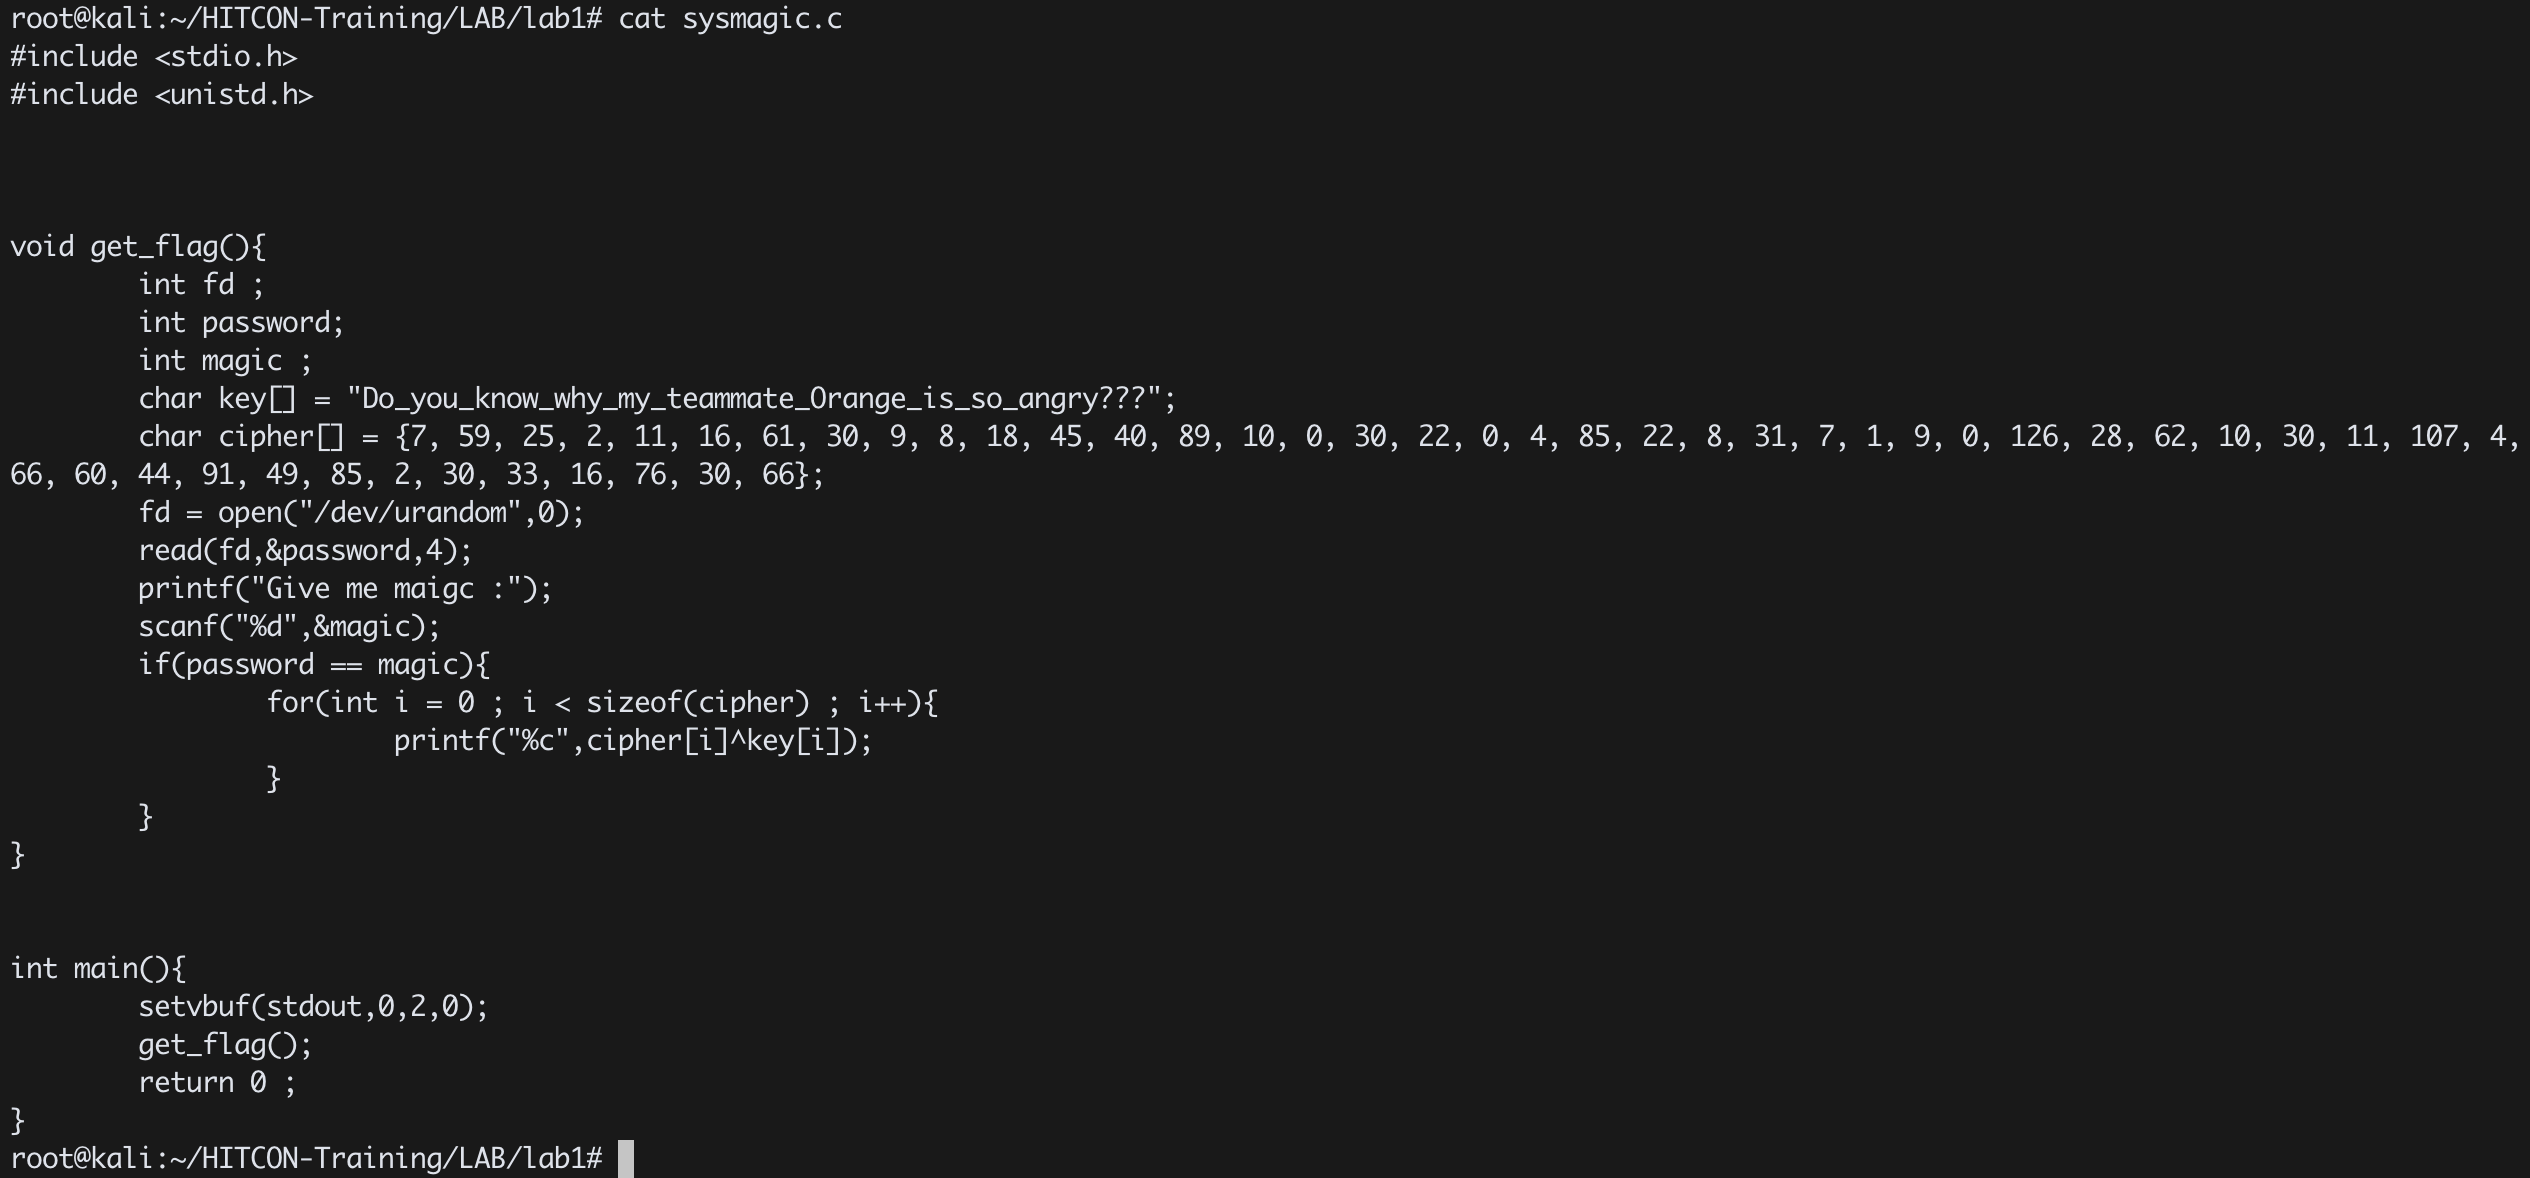 root@kali:~/HITCON-Training/LAB/lab1# cat sysmagic.c
#include <stdio.h>
#include <unistd.h>
void get_flag(){
        int fd ;
        int password;
        int magic ;
        char key[] = "Do_you_know_why_my_teammate_Orange_is_so_angry???";
        char cipher[] = {7, 59, 25, 2, 11, 16, 61, 30, 9, 8, 18, 45, 40, 89, 10, 0, 30, 22, 0, 4, 85, 22, 8, 31, 7, 1, 9, 0, 126, 28, 62, 10, 30, 11, 107, 4,
66, 60, 44, 91, 49, 85, 2, 30, 33, 16, 76, 30, 66};
        fd = open("/dev/urandom",0);
        read(fd,&password,4);
        printf("Give me maigc :");
        scanf("%d",&magic);
        if(password == magic){
                for(int i = 0 ; i < sizeof(cipher) ; i++){
                        printf("%c",cipher[i]^key[i]);
                }
        }
}
int main(){
        setvbuf(stdout,0,2,0);
        get_flag();
        return 0 ;
}
root@kali:~/HITCON-Training/LAB/lab1#